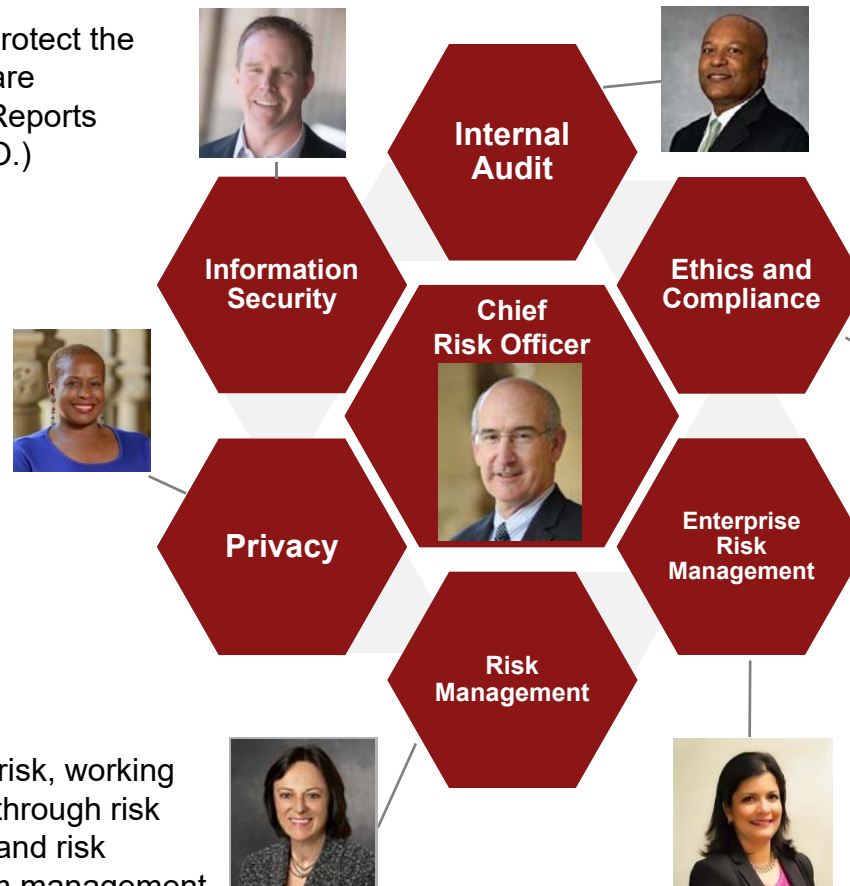 rotect the
are
Reports
O.)
Internal
Audit
Information
Security
Ethics and
Compliance
Chief
Risk Officer
Privacy
Enterprise
Risk
Management
Risk
Management
risk, working
through risk
and risk
management